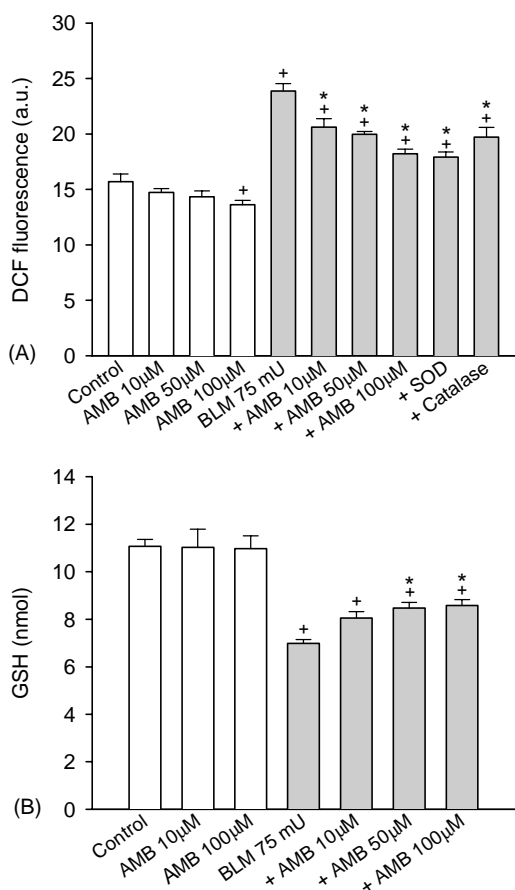 30
25
20
15
10
5
0
DCF fluorescence (a.u.)
+
+
*
+
*
+
*
+
*
+
*
+
(A)
Control
AMB 10µM
AMB 50µM
AMB 100µM
BLM 75 mU
+ AMB 10µM
+ AMB 50µM
+ AMB 100µM
+ SOD
+ Catalase
14
12
10
8
6
4
2
0
GSH (nmol)
+
+
*
+
*
+
(B)
Control
AMB 10µM
AMB 100µM
BLM 75 mU
+ AMB 10µM
+ AMB 50µM
+ AMB 100µM